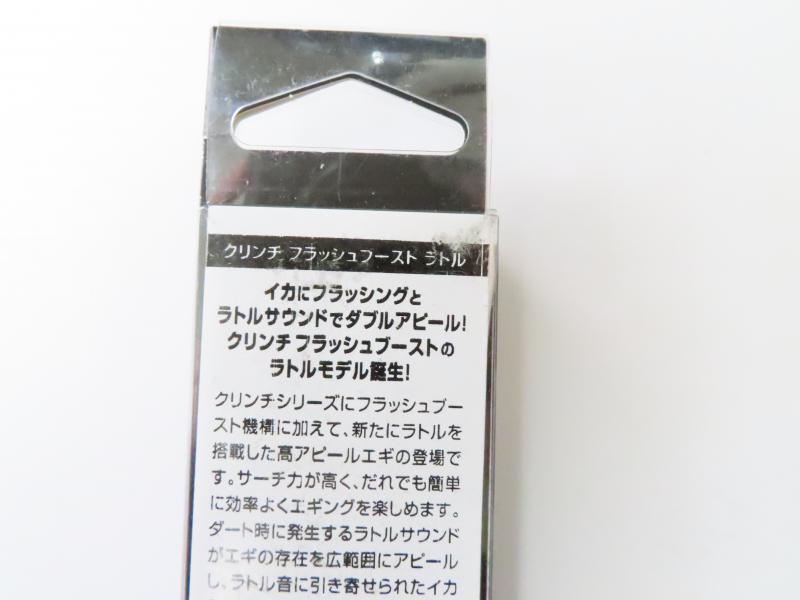 クリンチ フラッシュブースト ラトル
イカにフラッシングと
ラトルサウンドでダブルアピール!
クリンチ フラッシュブーストの
ラトルモデル誕生!
クリンチシリーズにフラッシュブー
スト機構に加えて、新たにラトルを
搭載した高アピールエギの登場で
す。サーチ力が高く、だれでも簡単
に効率よくエギングを楽しめます。
ダート時に発生するラトルサウンド
がエギの存在を広範囲にアピール
し、ラトル音に引き寄せられたイカ